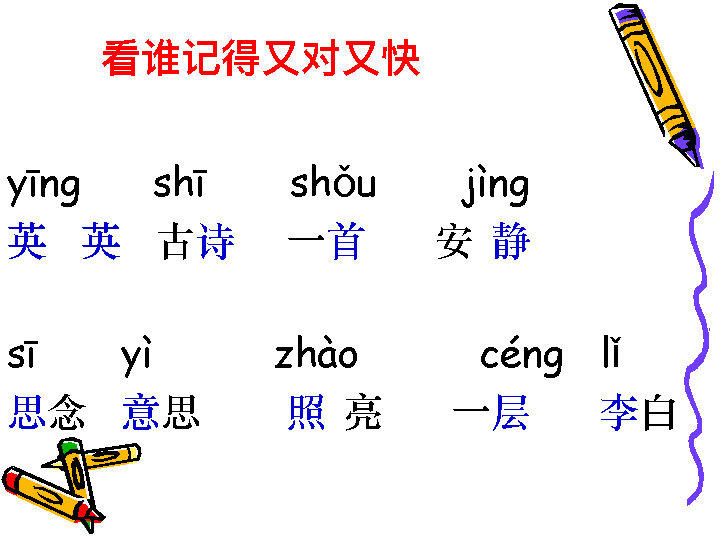 看谁记得又对又快
yīng shī shǒu jìng
英 英 古诗 一首 安 静
sī yì zhào céng lǐ
思念 意思 照 亮 一层 李白